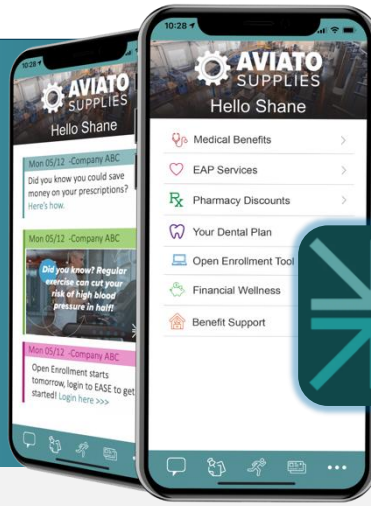 10:28
AVIATO
SUPPLIES
Hello Shane
Mon 05/12 -Company ABC
Did you know you could save
money on your prescriptions?
Here's how.
Mon 05/12 -Company ABC
Did you know? Regular
exercise can cut your
risk of high blood
pressure in half!
Mon 05/12 -Company ABC
Open Enrollment starts
tomorrow, login to EASE to get
started! Login here >>>
10:28
AVIATO
SUPPLIES
Hello Shane
Medical Benefits
EAP Services
Rx Pharmacy Discounts
Your Dental Plan
Open Enrollment Tool
Financial Wellness
Benefit Support